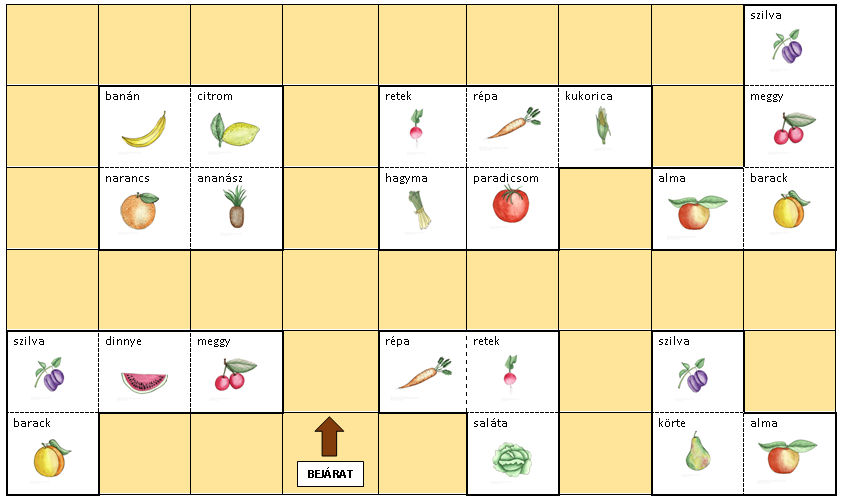 szilva
banán
citrom
retek
répa
kukorica
meggy
narancs
ananász
hagyma
paradicsom
alma
barack
szilva
dinnye
meggy
répa
retek
szilva
barack
BEJÁRAT
saláta
körte
alma